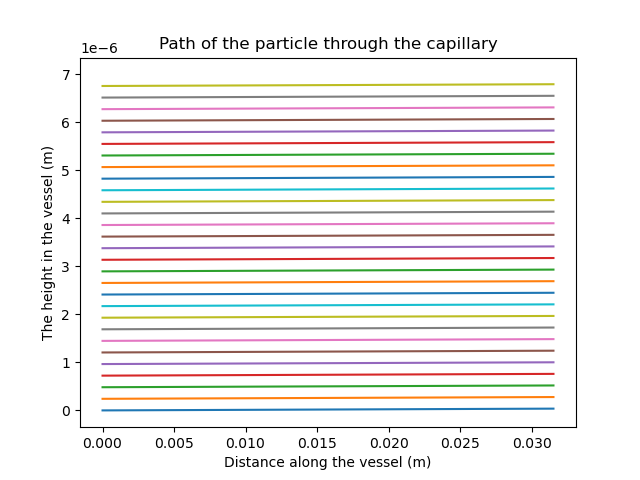 Path of the particle through the capillary
1e−6
7
6
5
4
3
2
1
0
The height in the vessel (m)
0.000 0.005 0.010 0.015 0.020 0.025 0.030
Distance along the vessel (m)